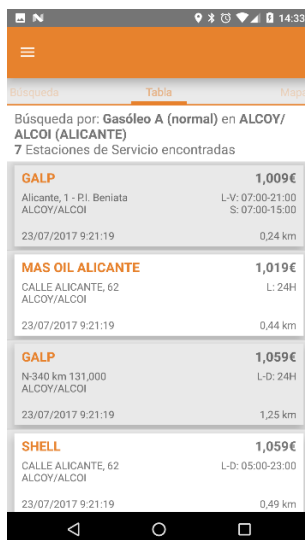 14:33
Búsqueda Tabla Mapa
Búsqueda por: Gasóleo A (normal) en ALCOY/
ALCOI (ALICANTE)
7 Estaciones de Servicio encontradas
GALP 1,009€
Alicante, 1 - P.I. Beniata L-V: 07:00-21:00
ALCOY/ALCOI S: 07:00-15:00
23/07/2017 9:21:19 0,24 km
MAS OIL ALICANTE 1,019€
CALLE ALICANTE, 62 L: 24H
ALCOY/ALCOI
23/07/2017 9:21:19 0,44 km
GALP 1,059€
N-340 km 131,000 L-D: 24H
ALCOY/ALCOI
23/07/2017 9:21:19 1,25 km
SHELL 1,059€
CALLE ALICANTE, 62 L-D: 05:00-23:00
ALCOY/ALCOI
23/07/2017 9:21:19 0,49 km